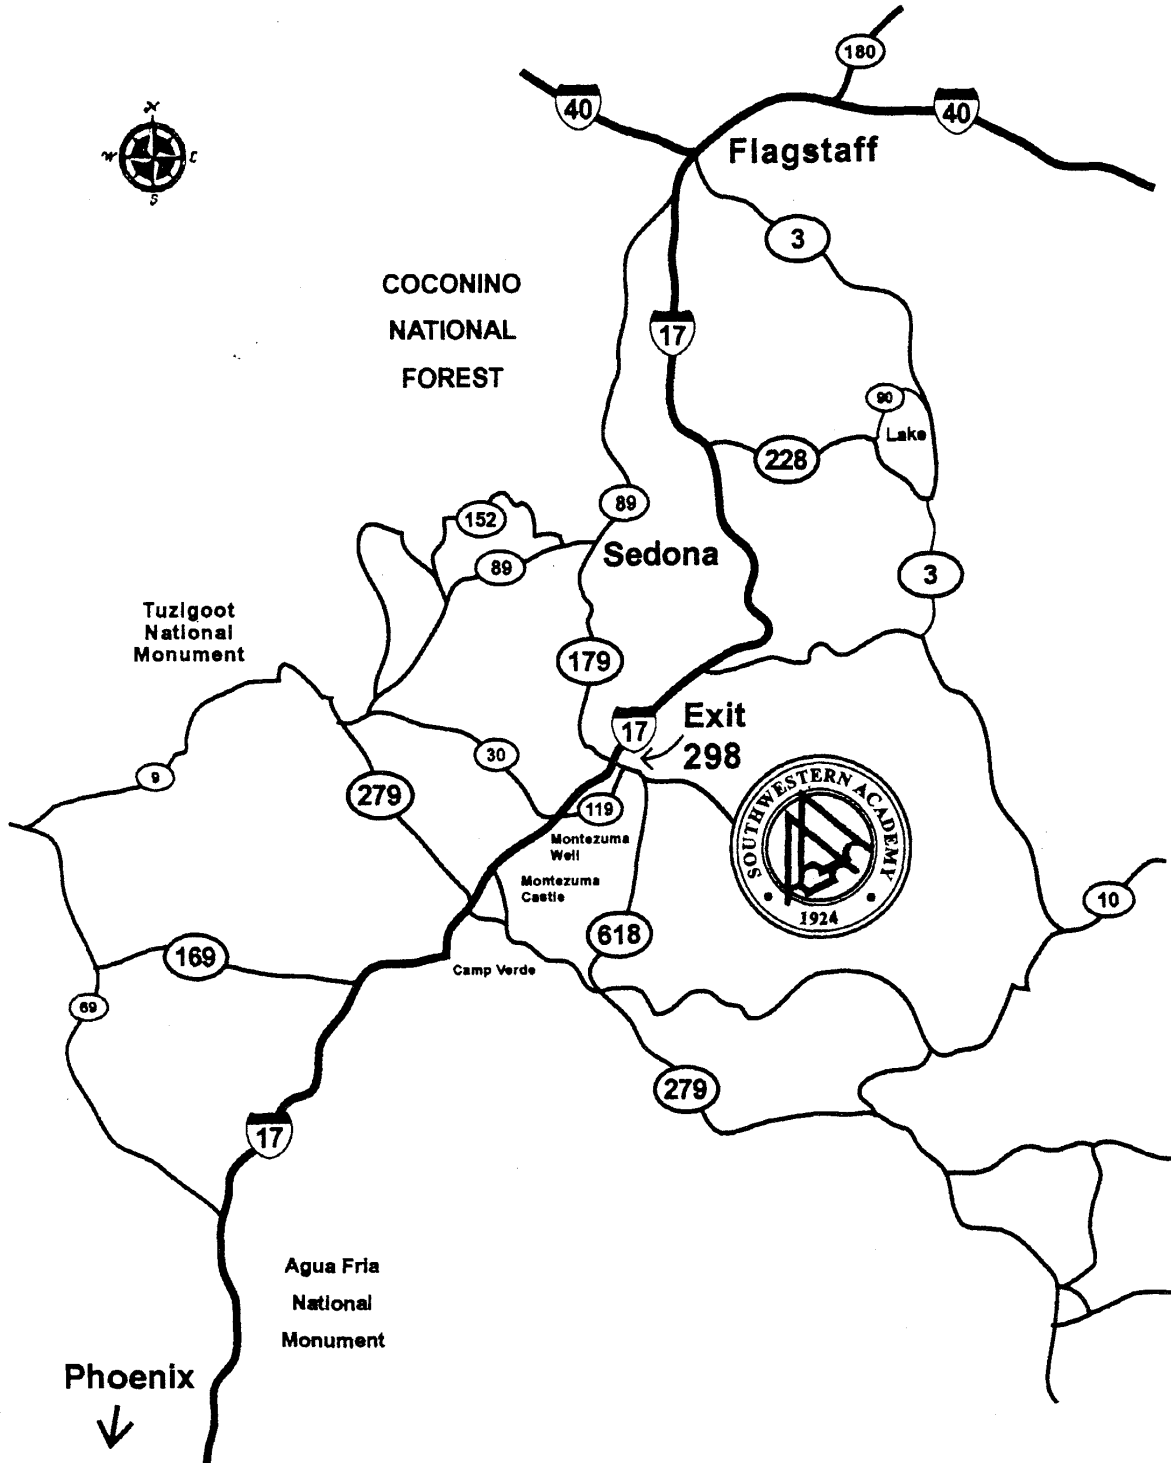 180
40
40
N
W
E
S
Flagstaff
3
COCONINO
NATIONAL
FOREST
17
90
Lake
228
89
152
Sedona
89
3
Tuzigoot
National
Monument
179
Exit
298
17
30
9
279
119
Montezuma
Well
SOUTHWESTERN ACADEMY
1924
Montezuma
Castle
10
618
169
Camp Verde
69
279
17
Agua Fria
National
Monument
Phoenix